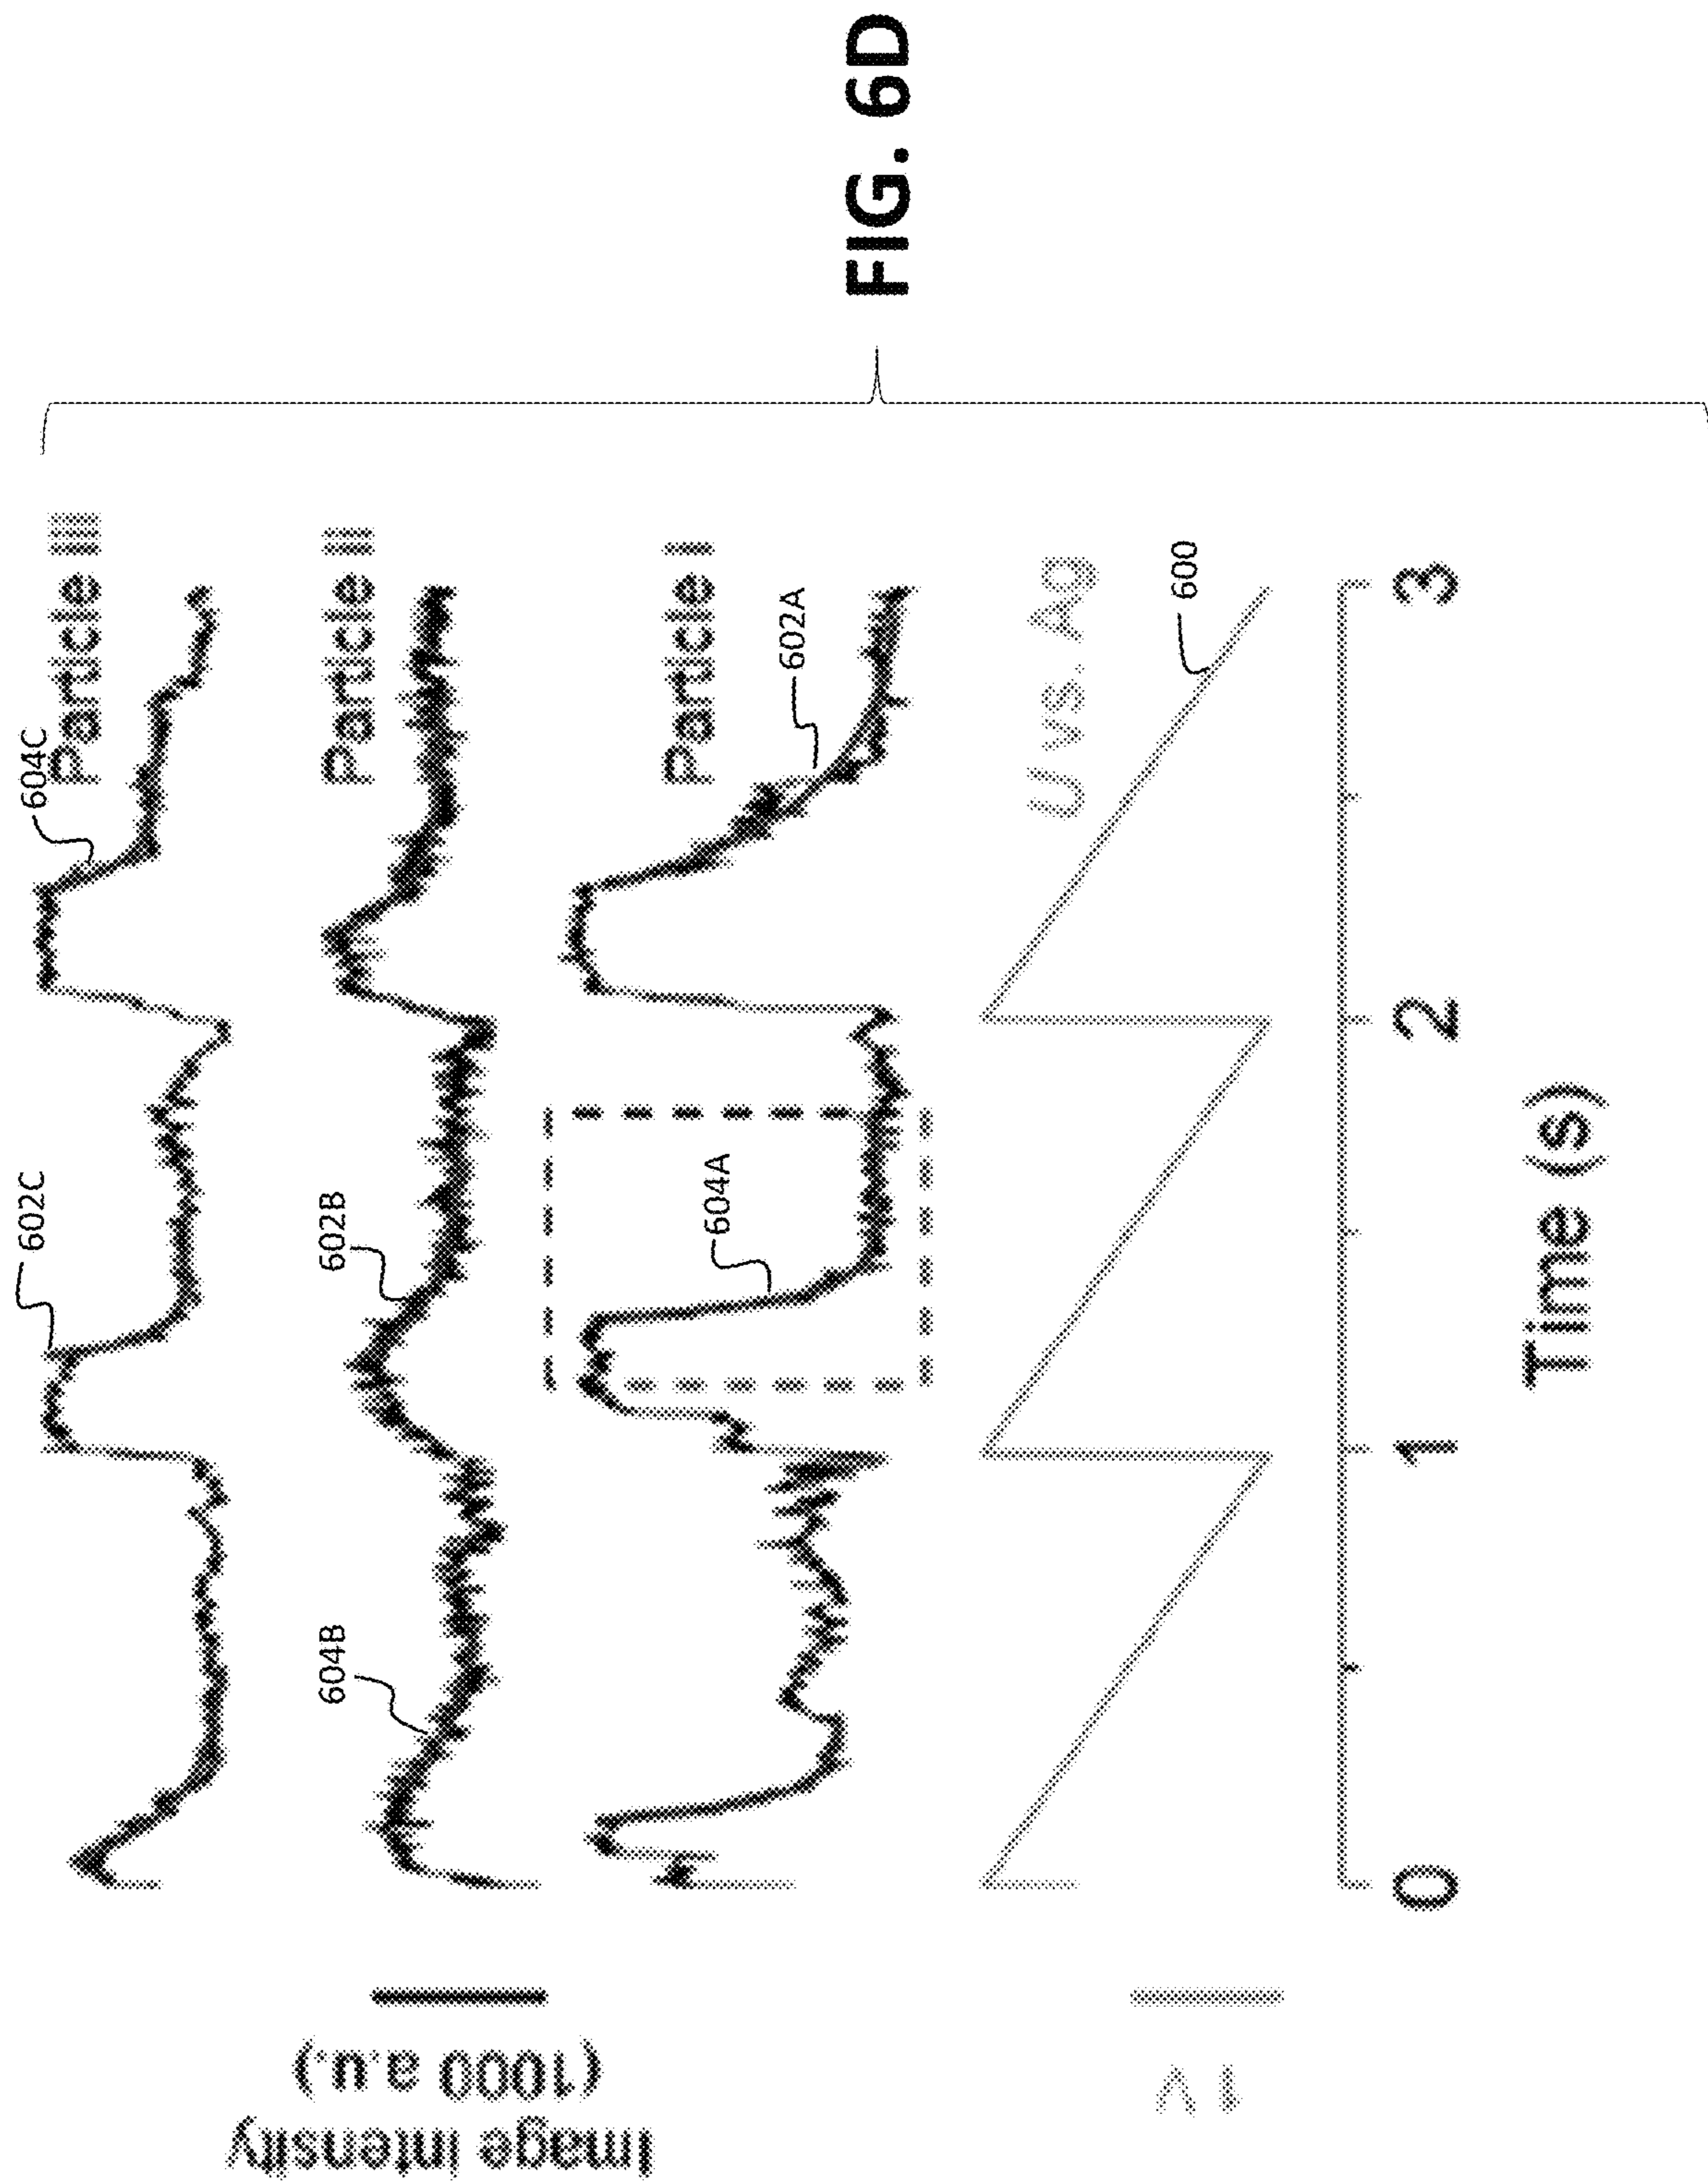 602C
604C
Particle iii
Image intensity
(1000 a.u.)
604B
602B
Particle ii
604A
602A
Particle i
1 V
U vs. Ag
600
0
1
2
3
Time (s)
FIG. 6D